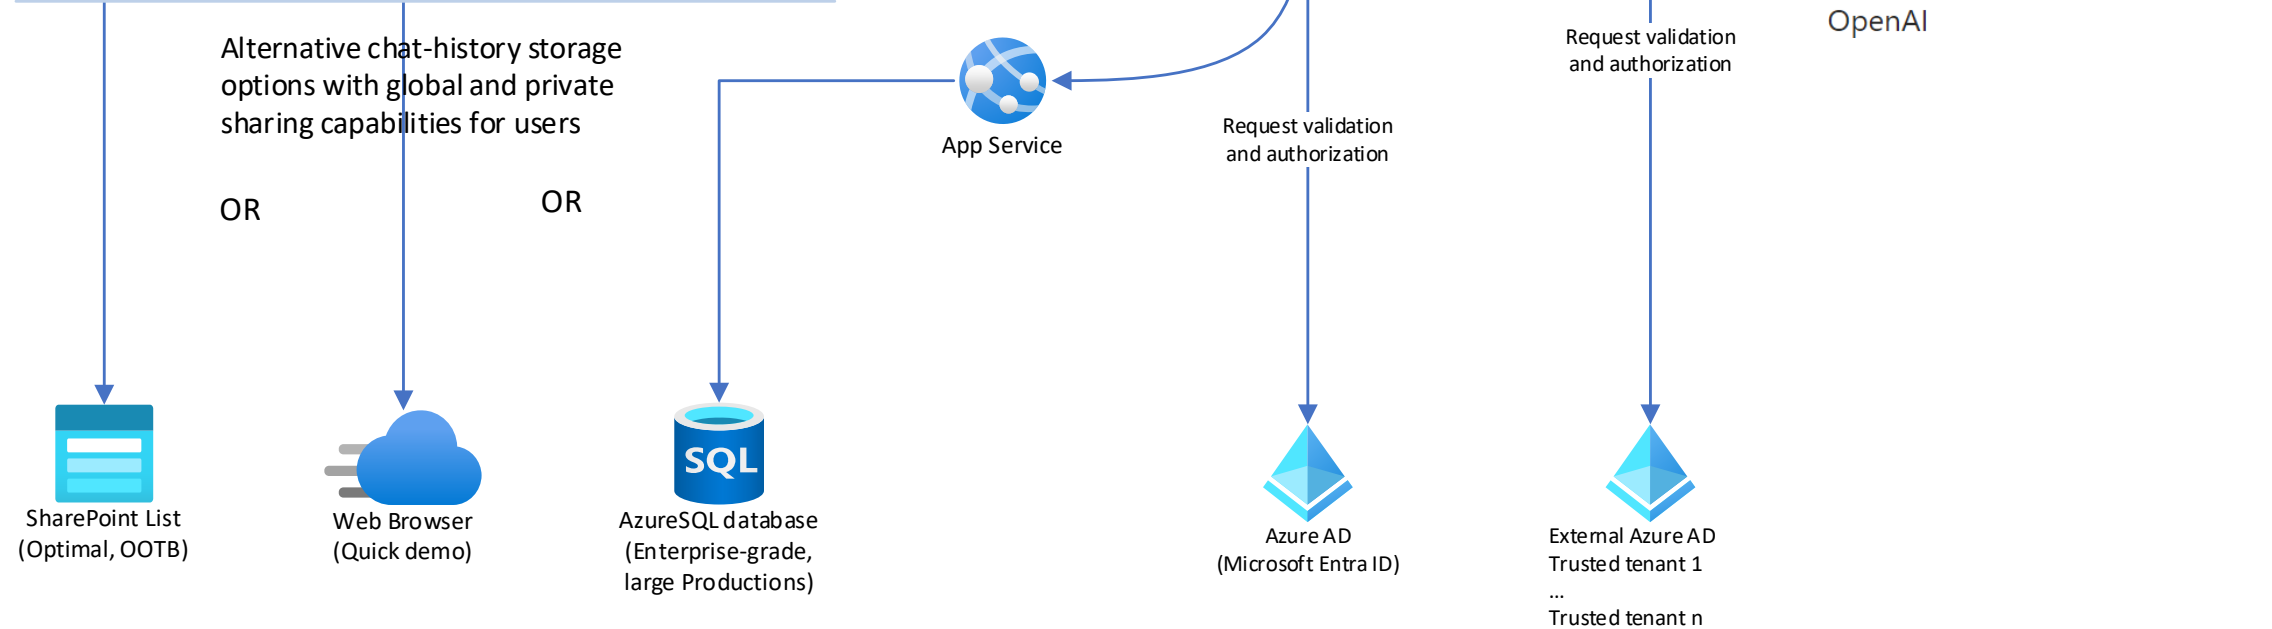 OpenAI
Request validation
and authorization
Alternative chat-history storage
options with global and private
sharing capabilities for users
App Service
Request validation
and authorization
OR
OR
SQL
SharePoint List
(Optimal, OOTB)
Web Browser
(Quick demo)
AzureSQL database
(Enterprise-grade,
large Productions)
Azure AD
(Microsoft Entra ID)
External Azure AD
Trusted tenant 1
...
Trusted tenant n